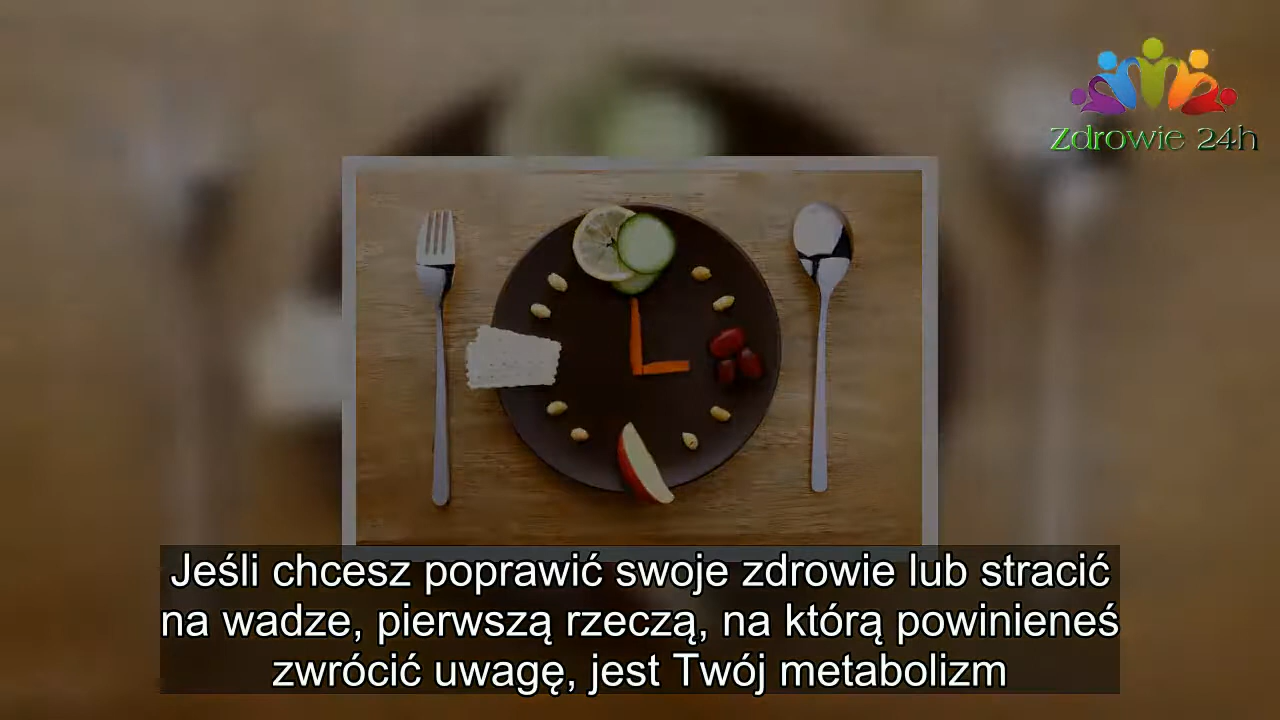 Zdrowie 24h
Jeśli chcesz poprawić swoje zdrowie lub stracić
na wadze, pierwszą rzeczą, na którą powinieneś
zwrócić uwagę, jest Twój metabolizm